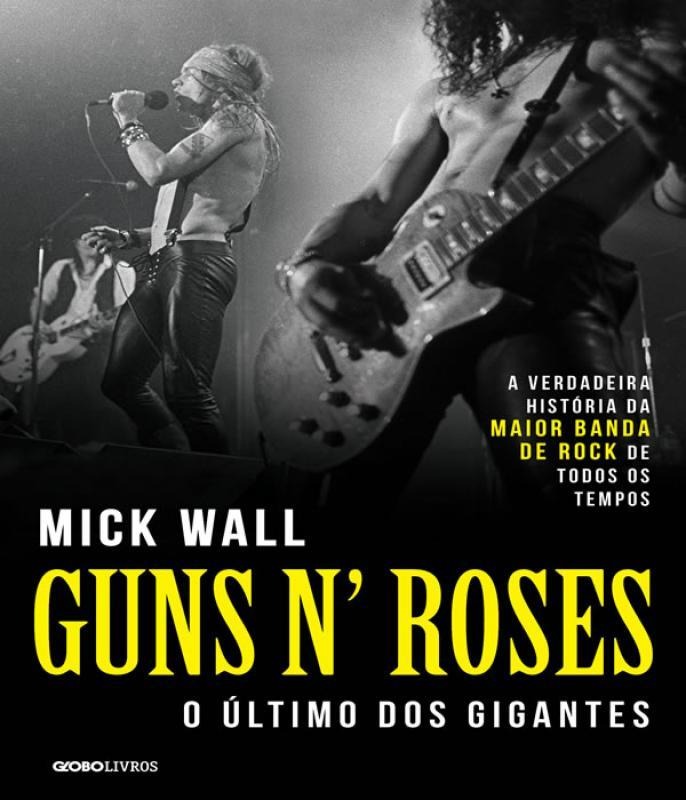 A VERDADEIRA
HISTÓRIA DA
MAIOR BANDA
DE ROCK DE
TODOS OS
TEMPOS
MICK WALL
GUNS N' ROSES
O ÚLTIMO DOS GIGANTES
GLOBOLIVROS